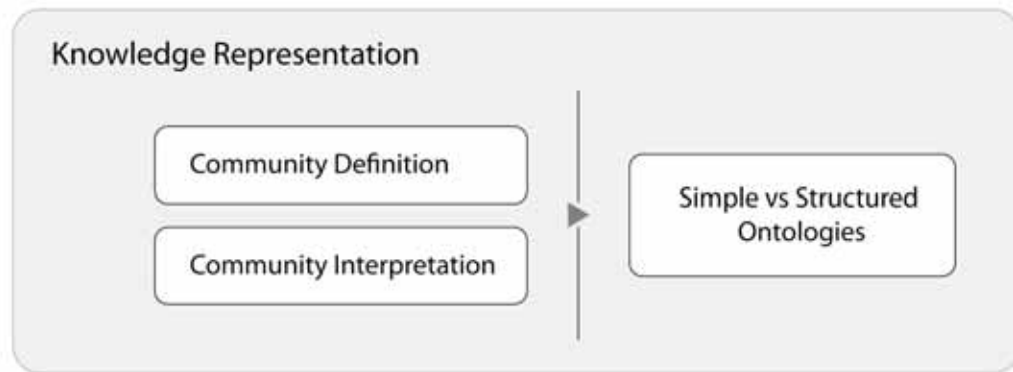 Knowledge Representation
Community Definition
Community Interpretation
Simple vs Structured
Ontologies